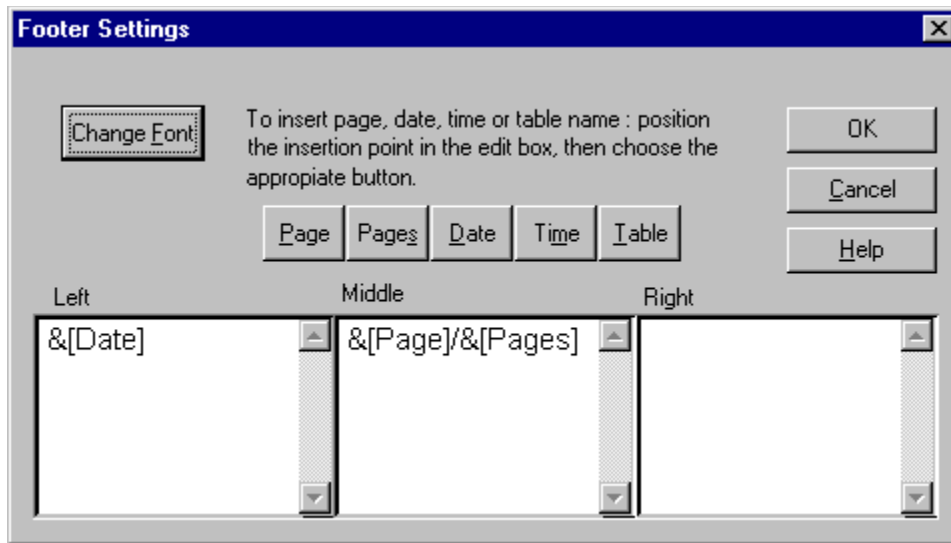 Footer Settings
Change Font
To insert page, date, time or table name : position
the insertion point in the edit box, then choose the
appropiate button.
OK
Cancel
Help
Page Pages Date Time Table
Left Middle Right
&[Date] &[Page]/&[Pages]